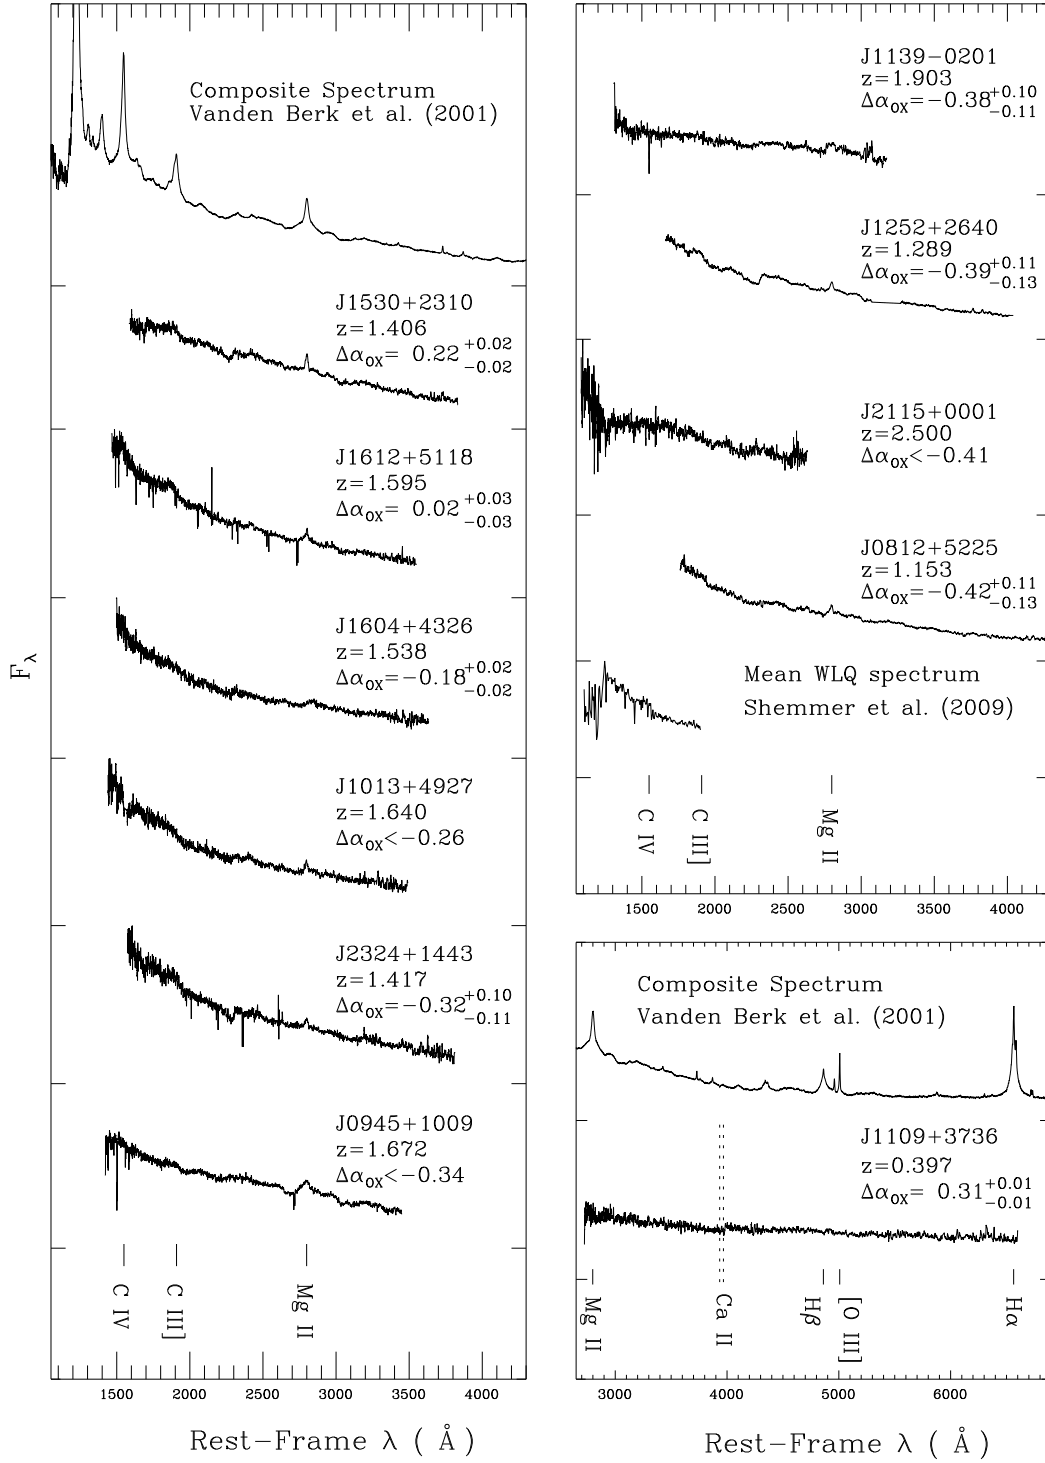 Composite Spectrum
Vanden Berk et al. (2001)
J1530+2310
z=1.406
Δα_OX= 0.22 +0.02 −0.02
J1612+5118
z=1.595
Δα_OX= 0.02 +0.03 −0.03
J1604+4326
z=1.538
Δα_OX=−0.18 +0.02 −0.02
J1013+4927
z=1.640
Δα_OX<−0.26
J2324+1443
z=1.417
Δα_OX=−0.32 +0.10 −0.11
J0945+1009
z=1.672
Δα_OX<−0.34
C IV
C III]
Mg II
1500 2000 2500 3000 3500 4000
Rest−Frame λ ( Å )
F_λ
J1139−0201
z=1.903
Δα_OX=−0.38 +0.10 −0.11
J1252+2640
z=1.289
Δα_OX=−0.39 +0.11 −0.13
J2115+0001
z=2.500
Δα_OX<−0.41
J0812+5225
z=1.153
Δα_OX=−0.42 +0.11 −0.13
Mean WLQ spectrum
Shemmer et al. (2009)
C IV
C III]
Mg II
1500 2000 2500 3000 3500 4000
Composite Spectrum
Vanden Berk et al. (2001)
J1109+3736
z=0.397
Δα_OX= 0.31 +0.01 −0.01
Mg II
Ca II
Hβ
[O III]
Hα
3000 4000 5000 6000
Rest−Frame λ ( Å )